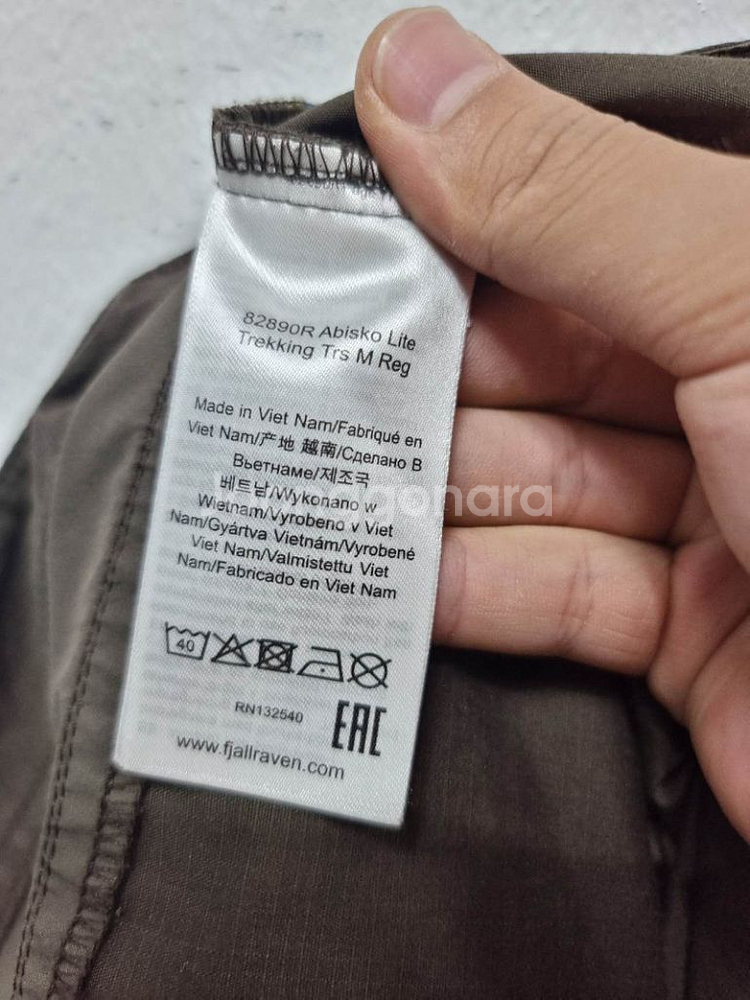 82890R Abisko Lite
Trekking Trs M Reg
Made in Viet Nam/Fabriqué en
Viet Nam/产地 越南/Сделано В
Вьетнаме/제조국
베트남/Wykonano w
Wietnam/Vyrobeno v Viet
Nam/Gyártva Vietnám/Vyrobené
Viet Nam/Valmistettu Viet
Nam/Fabricado en Viet Nam
40
RN132540
EAC
www.fjallraven.com